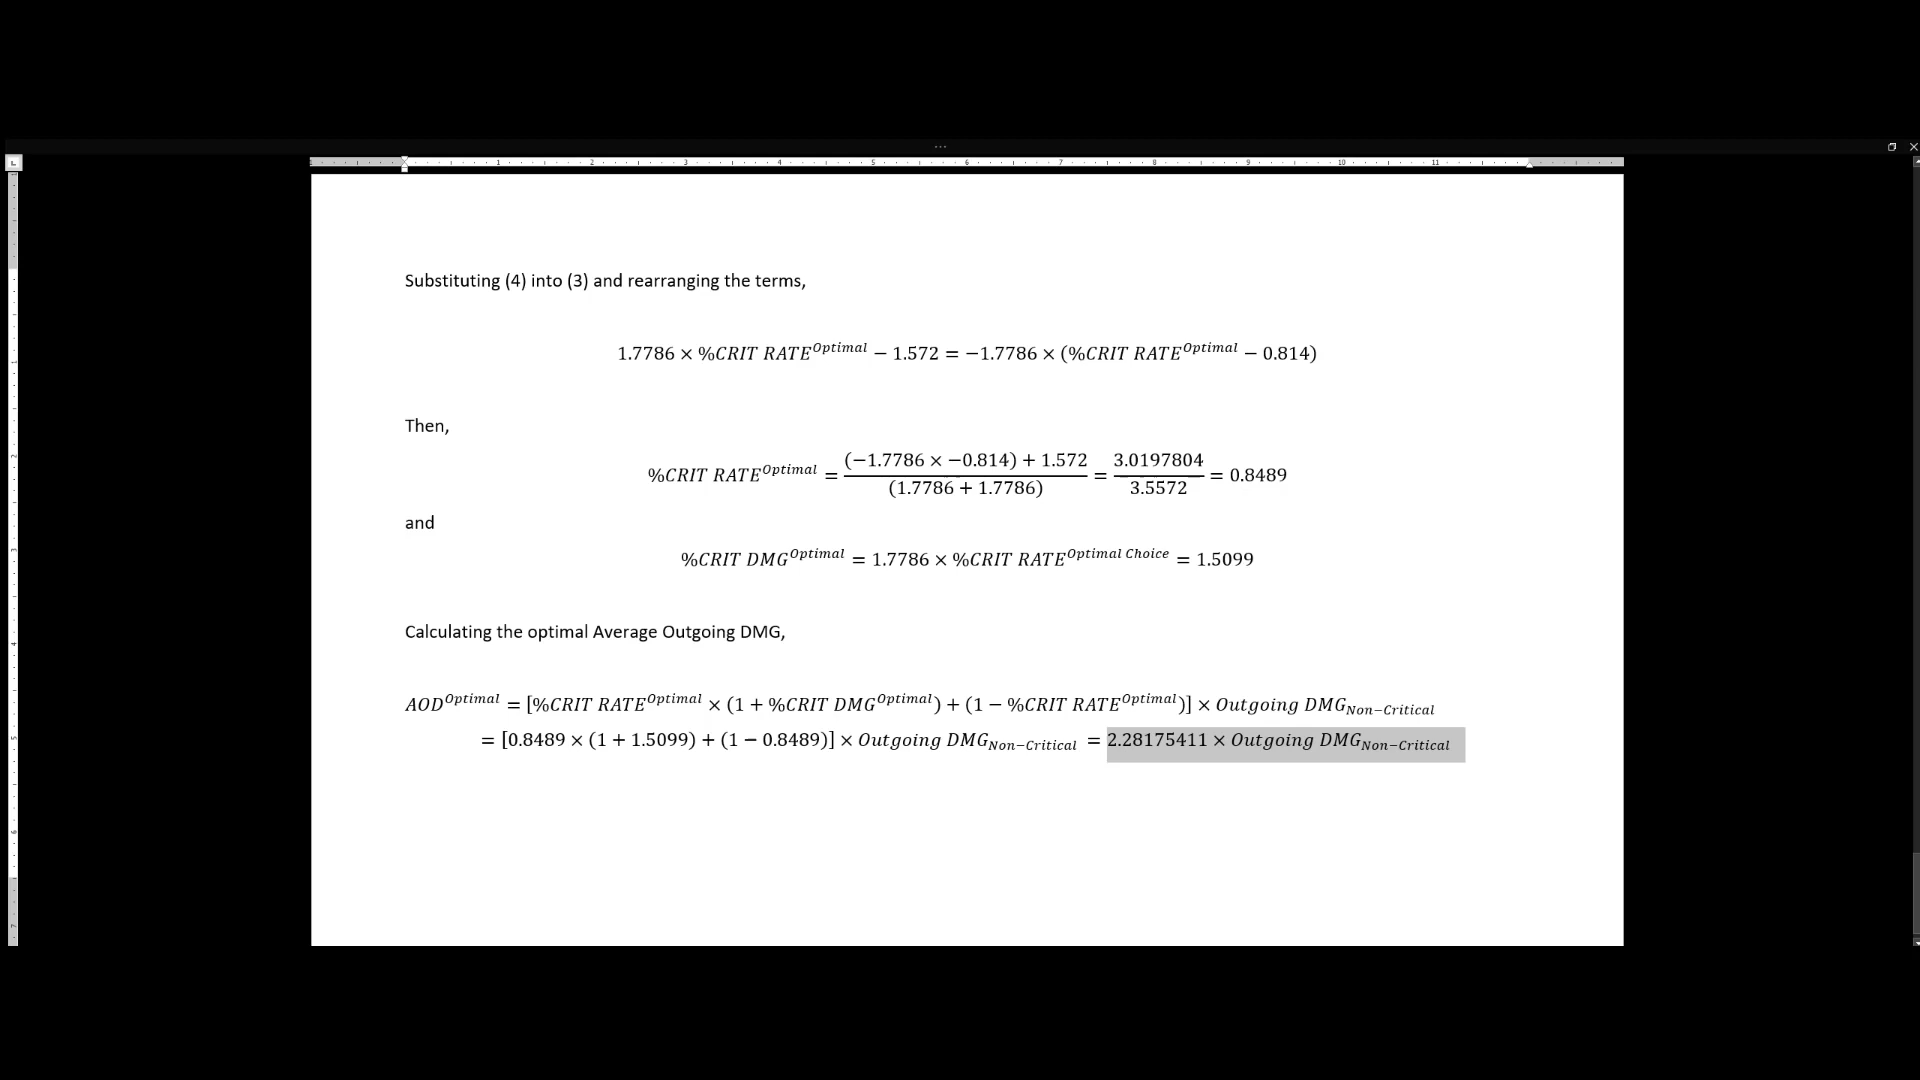 Substituting (4) into (3) and rearranging the terms,
1.7786 × %CRIT RATE^Optimal − 1.572 = −1.7786 × (%CRIT RATE^Optimal − 0.814)
Then,
%CRIT RATE^Optimal = ((−1.7786 × −0.814) + 1.572)/(1.7786 + 1.7786) = 3.0197804/3.5572 = 0.8489
and
%CRIT DMG^Optimal = 1.7786 × %CRIT RATE^Optimal Choice = 1.5099
Calculating the optimal Average Outgoing DMG,
AOD^Optimal = [%CRIT RATE^Optimal × (1 + %CRIT DMG^Optimal) + (1 − %CRIT RATE^Optimal)] × Outgoing DMG_Non−Critical
= [0.8489 × (1 + 1.5099) + (1 − 0.8489)] × Outgoing DMG_Non−Critical = 2.28175411 × Outgoing DMG_Non−Critical